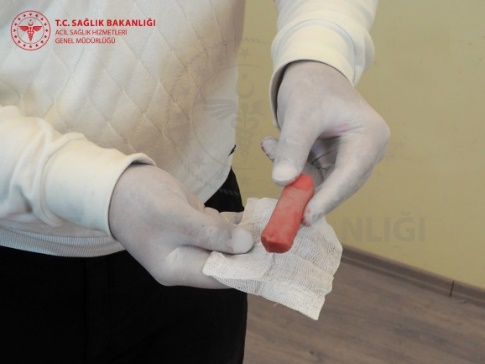 T.C. SAĞLIK BAKANLIĞI
ACİL SAĞLIK HİZMETLERİ
GENEL MÜDÜRLÜĞÜ